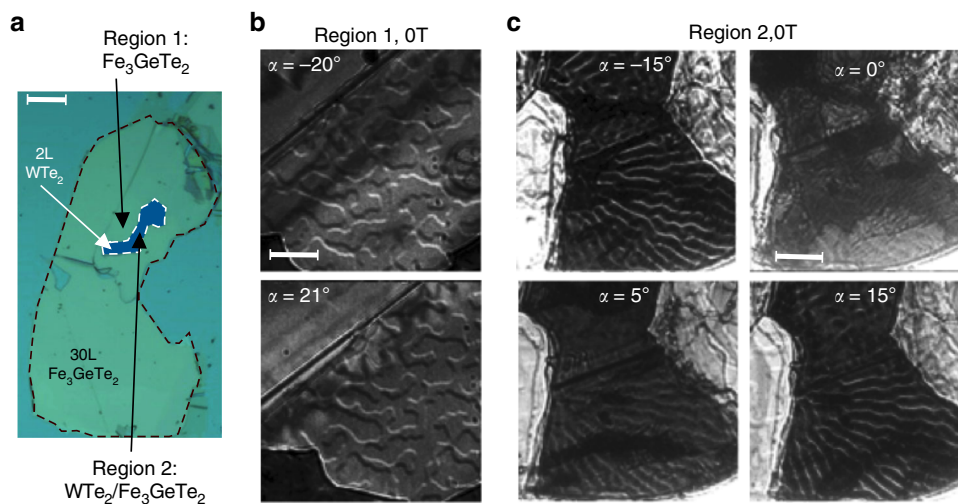 a
Region 1:
Fe3GeTe2
2L
WTe2
30L
Fe3GeTe2
Region 2:
WTe2/Fe3GeTe2
b
Region 1, 0T
α = –20°
α = 21°
c
Region 2,0T
α = –15°
α = 0°
α = 5°
α = 15°